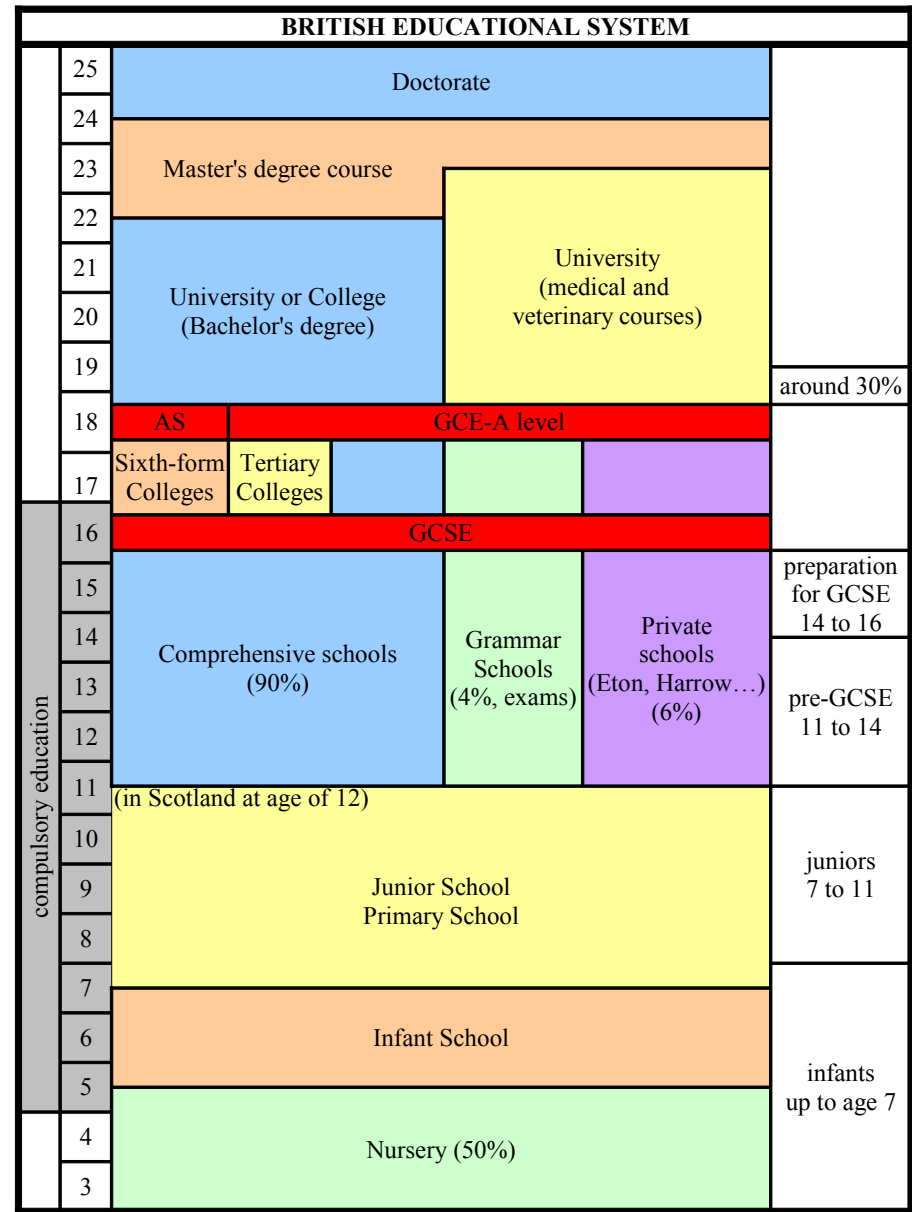 BRITISH EDUCATIONAL SYSTEM
25
Doctorate
24
23
Master's degree course
22
21
University
(medical and
veterinary courses)
20
University or College
(Bachelor's degree)
19
around 30%
18
AS
GCE-A level
17
Sixth-form
Colleges
Tertiary
Colleges
16
GCSE
15
preparation
for GCSE
14 to 16
14
Comprehensive schools
(90%)
Grammar
Schools
(4%, exams)
Private
schools
(Eton, Harrow…)
(6%)
13
pre-GCSE
11 to 14
12
11
(in Scotland at age of 12)
compulsory education
10
juniors
7 to 11
9
Junior School
Primary School
8
7
6
Infant School
5
infants
up to age 7
4
Nursery (50%)
3